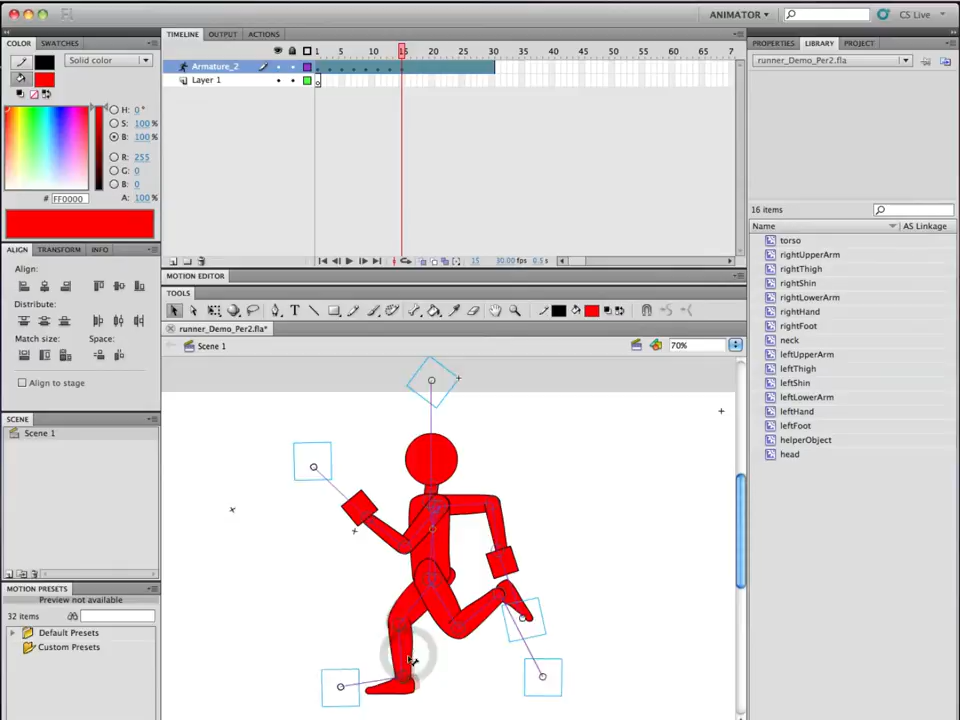 Fl ANIMATOR CS Live
COLOR SWATCHES
Solid color
H: 0 °
S: 100 %
B: 100 %
R: 255
G: 0
B: 0
# FF0000 A: 100 %
ALIGN TRANSFORM INFO
Align:
Distribute:
Match size: Space:
Align to stage
SCENE
Scene 1
MOTION PRESETS
Preview not available
32 items
Default Presets
Custom Presets
TIMELINE OUTPUT ACTIONS
1 5 10 15 20 25 30 35 40 45 50 55 60 65 7
Armature_2
Layer 1
15 30.00 fps 0.5 s
MOTION EDITOR
TOOLS
runner_Demo_Per2.fla*
Scene 1 70%
PROPERTIES LIBRARY PROJECT
runner_Demo_Per2.fla
16 items
Name AS Linkage
torso
rightUpperArm
rightThigh
rightShin
rightLowerArm
rightHand
rightFoot
neck
leftUpperArm
leftThigh
leftShin
leftLowerArm
leftHand
leftFoot
helperObject
head